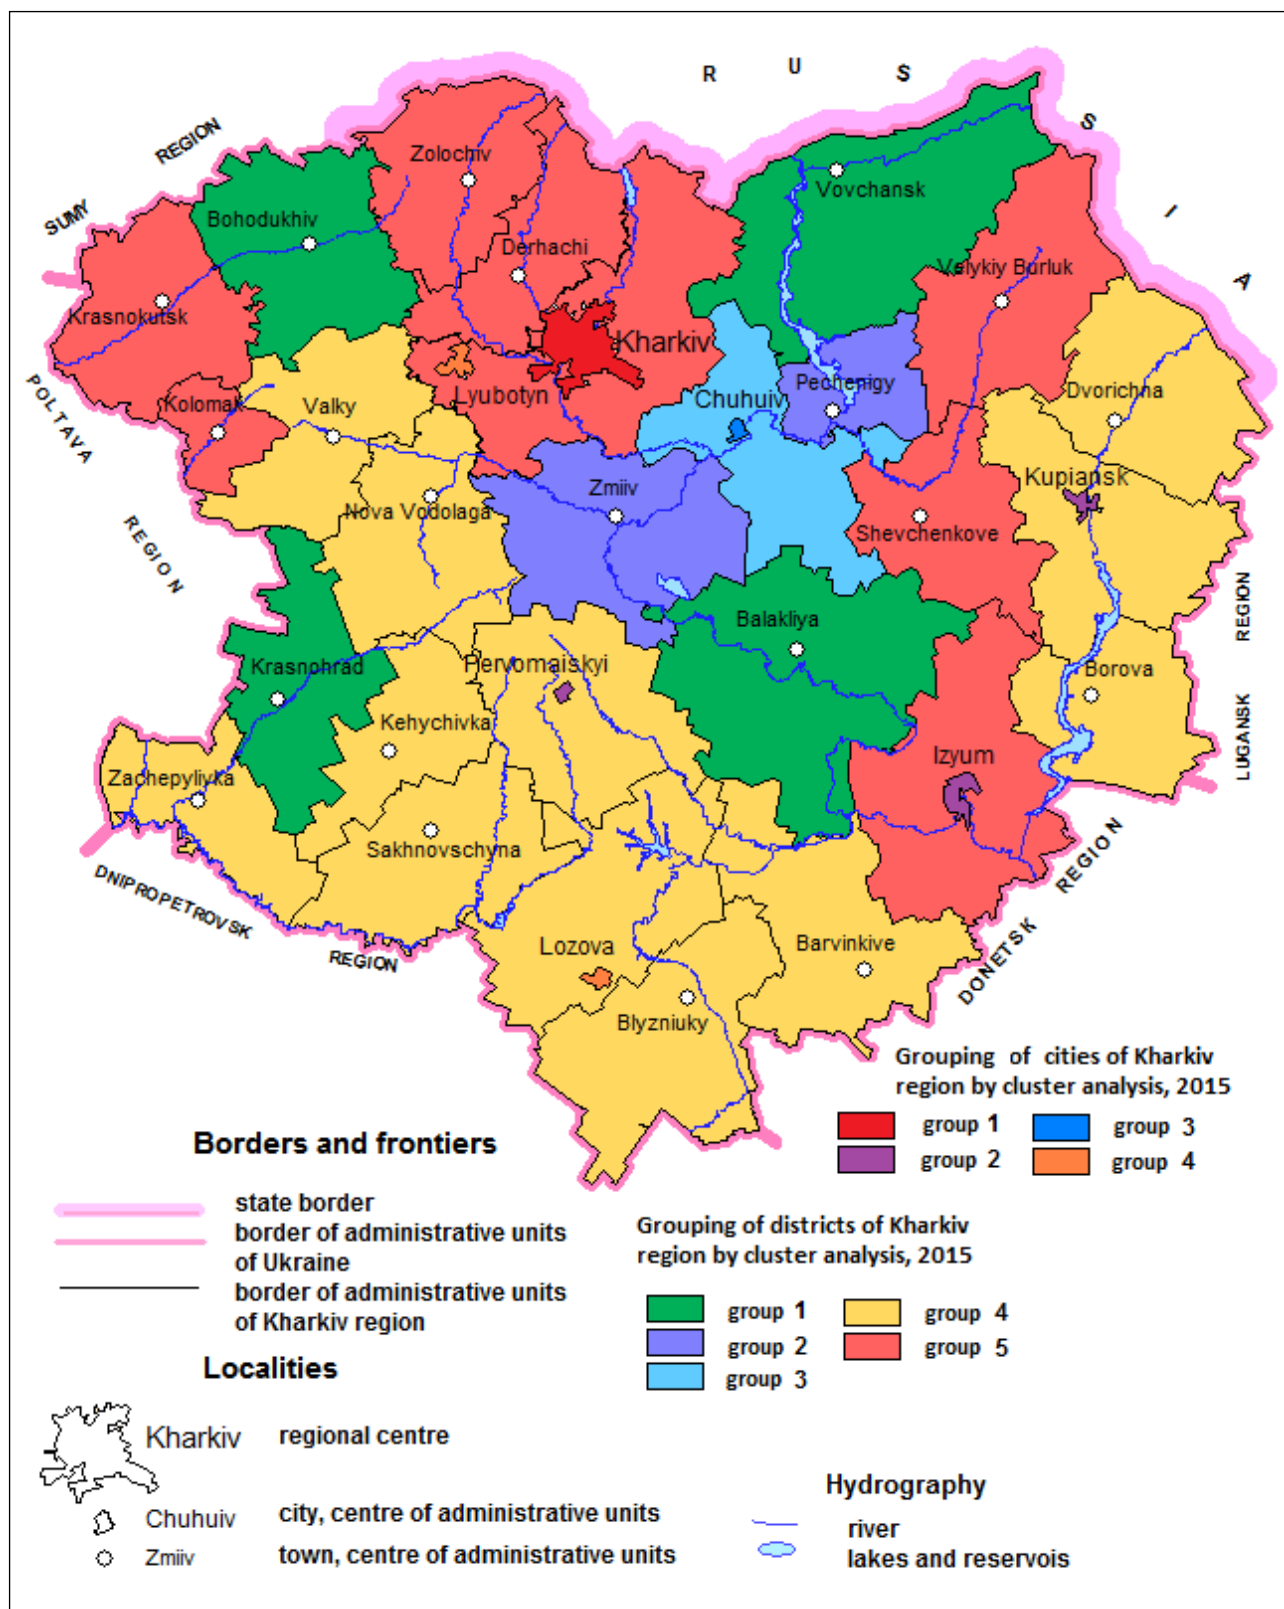 R U S S I A
SUMY REGION
Zolochiv
Vovchansk
Bohodukhiv
Derhachi
Velykiy Burluk
Krasnokutsk
Kharkiv
POLTAVA REGION
Lyubotyn
Pechenigy
Dvorichna
Kolomak
Valky
Chuhuiv
Kupiansk
Zmiiv
Nova Vodolaga
Shevchenkove
Balakliya
LUGANSK REGION
Krasnohrad
Pervomaiskyi
Borova
Kehychivka
Izyum
Zachepylivka
Sakhnovschyna
DNIPROPETROVSK REGION
Lozova
Barvinkive
DONETSK REGION
Blyzniuky
Grouping of cities of Kharkiv
region by cluster analysis, 2015
group 1
group 3
group 2
group 4
Borders and frontiers
state border
border of administrative units
of Ukraine
border of administrative units
of Kharkiv region
Grouping of districts of Kharkiv
region by cluster analysis, 2015
group 1
group 4
group 2
group 5
group 3
Localities
Kharkiv regional centre
Chuhuiv city, centre of administrative units
Zmiiv town, centre of administrative units
Hydrography
river
lakes and reservois